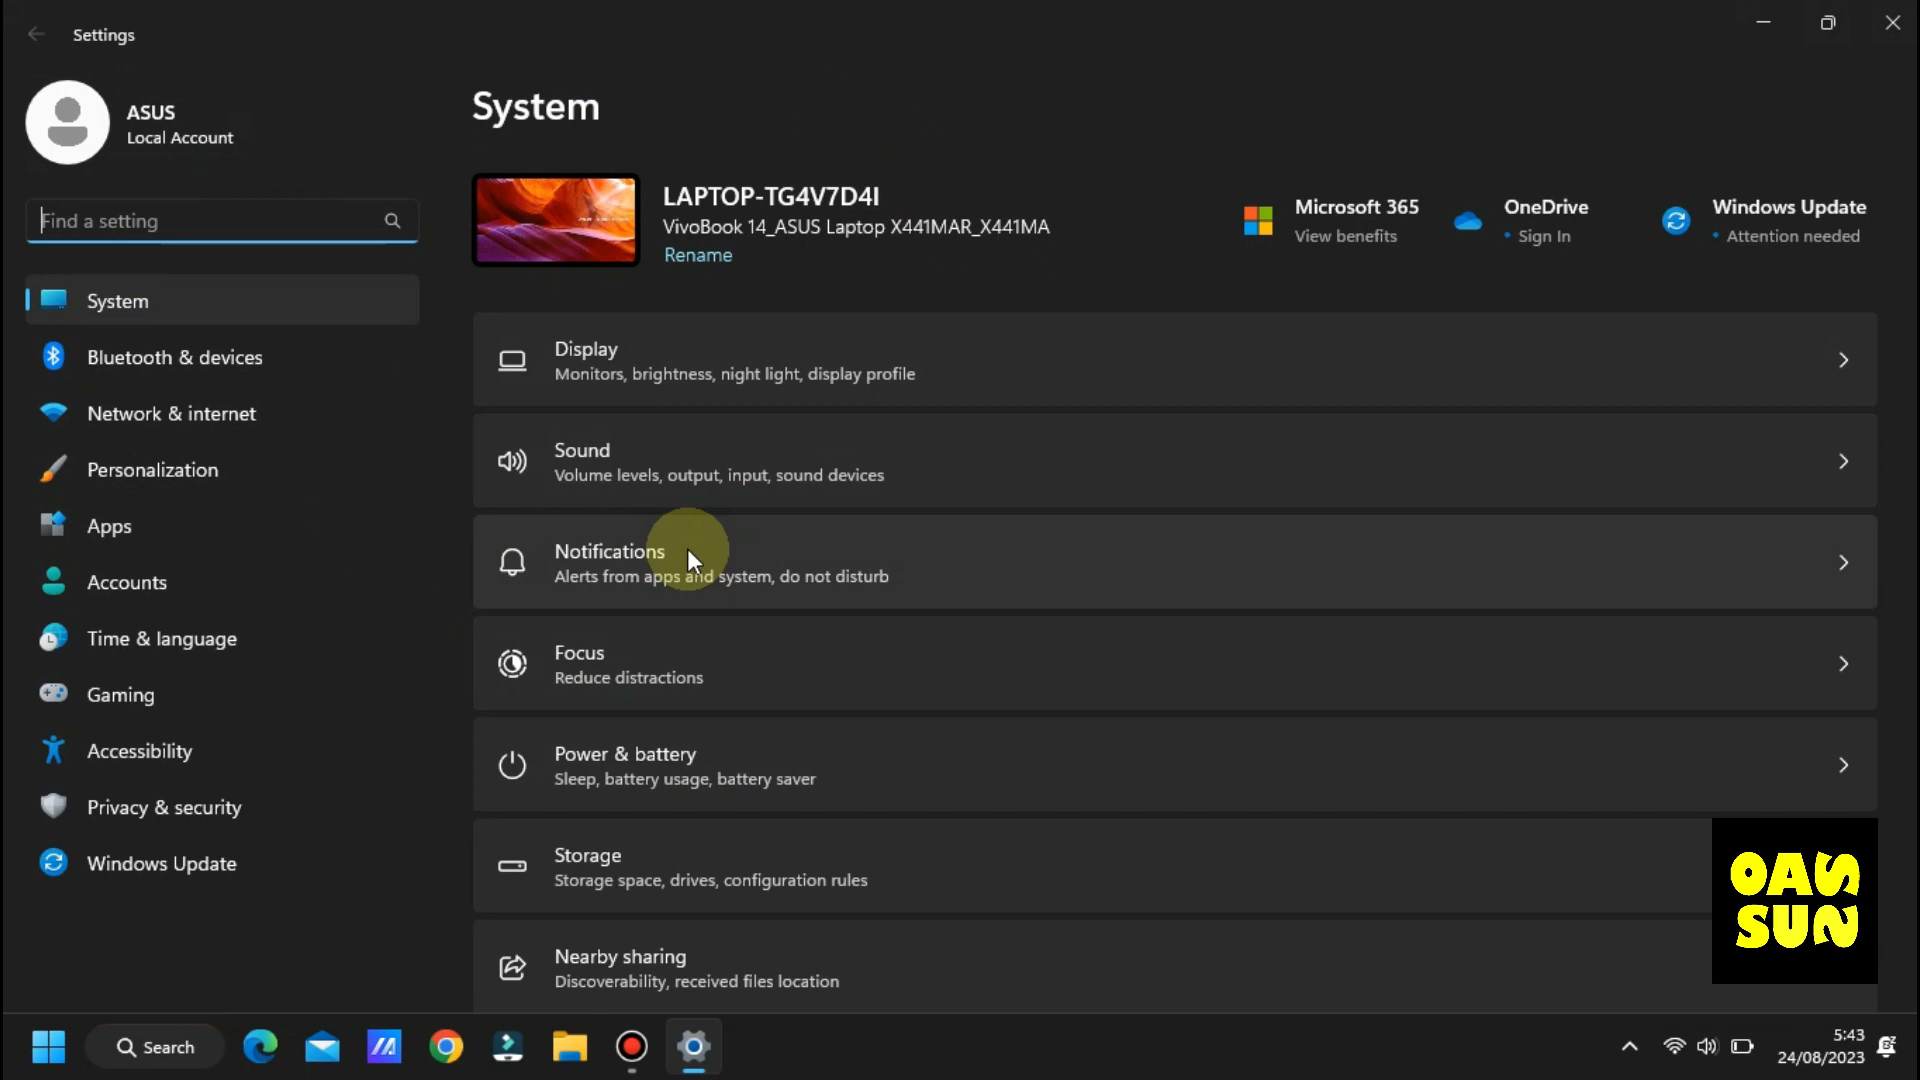 Settings
ASUS
Local Account
Find a setting
System
Bluetooth & devices
Network & internet
Personalization
Apps
Accounts
Time & language
Gaming
Accessibility
Privacy & security
Windows Update
System
LAPTOP-TG4V7D4I
VivoBook 14_ASUS Laptop X441MAR_X441MA
Rename
Microsoft 365
View benefits
OneDrive
• Sign In
Windows Update
• Attention needed
Display
Monitors, brightness, night light, display profile
Sound
Volume levels, output, input, sound devices
Notifications
Alerts from apps and system, do not disturb
Focus
Reduce distractions
Power & battery
Sleep, battery usage, battery saver
Storage
Storage space, drives, configuration rules
Nearby sharing
Discoverability, received files location
OAS
SUN
Search
5:43
24/08/2023